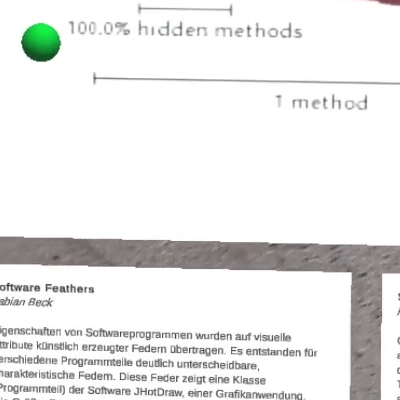 100.0% hidden methods
1 method
oftware Feathers
abian Beck
igenschaften von Softwareprogrammen wurden auf visuelle
ttribute künstlich erzeugter Federn übertragen. Es entstanden für
erschiedene Programmteile deutlich unterscheidbare,
harakteristische Federn. Diese Feder zeigt eine Klasse
Programmteil) der Software JHotDraw, einer Grafikanwendung.